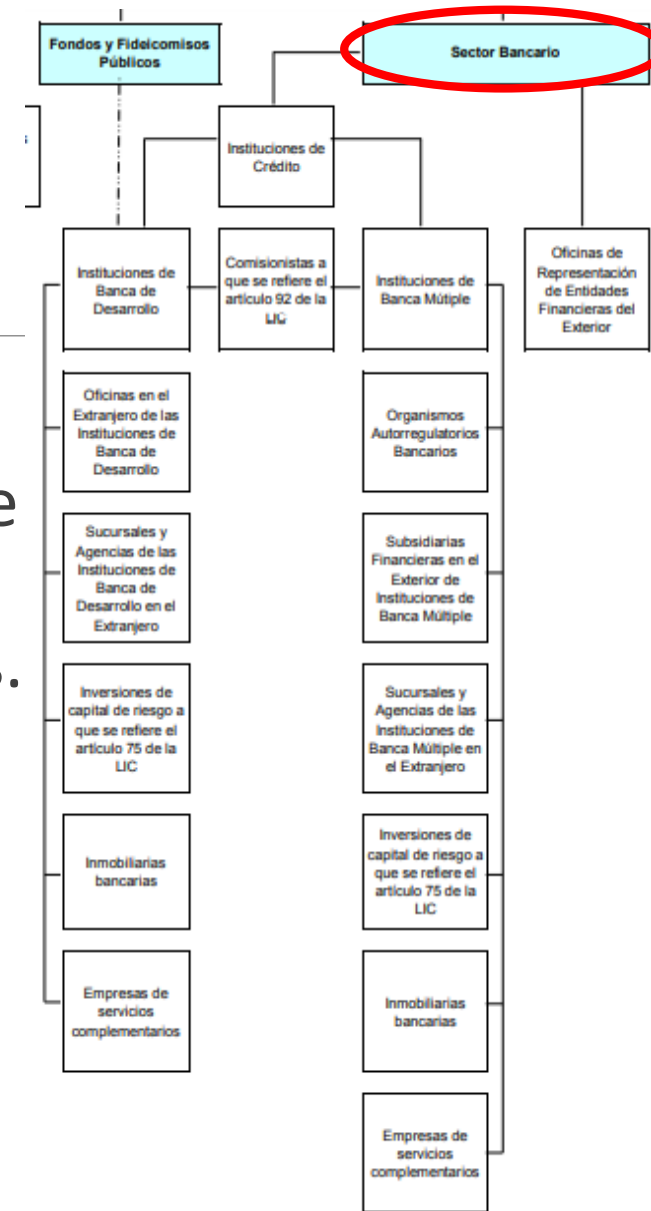 Fondos y Fideicomisos
Públicos
Sector Bancario
Instituciones de
Crédito
Instituciones de
Banca de
Desarrollo
Comisionistas a
que se refiere el
artículo 92 de la
LIC
Instituciones de
Banca Mútiple
Oficinas de
Representación
de Entidades
Financieras del
Exterior
Oficinas en el
Extranjero de las
Instituciones de
Banca de
Desarrollo
Organismos
Autorregulatorios
Bancarios
e
Sucursales y
Agencias de las
Instituciones de
Banca de
Desarrollo en el
Extranjero
Subsidiarias
Financieras en el
Exterior de
Instituciones de
Banca Múltiple
.
Inversiones de
capital de riesgo a
que se refiere el
artículo 75 de la
LIC
Sucursales y
Agencias de las
Instituciones de
Banca Múltiple en
el Extranjero
Inmobiliarias
bancarias
Inversiones de
capital de riesgo a
que se refiere el
artículo 75 de la
LIC
Empresas de
servicios
complementarios
Inmobiliarias
bancarias
Empresas de
servicios
complementarios